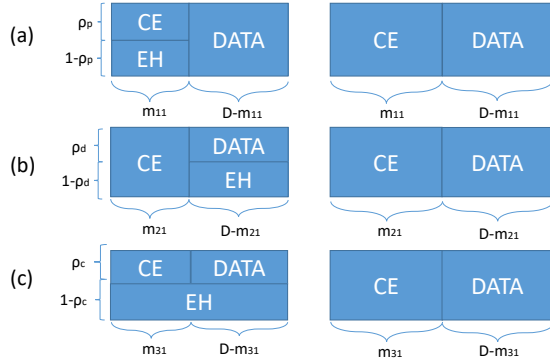 ρp CE DATA CE DATA
(a)
1-ρp EH
m11 D-m11 m11 D-m11
ρd CE DATA CE DATA
(b)
1-ρd EH
m21 D-m21 m21 D-m21
ρc CE DATA CE DATA
(c)
1-ρc EH
m31 D-m31 m31 D-m31